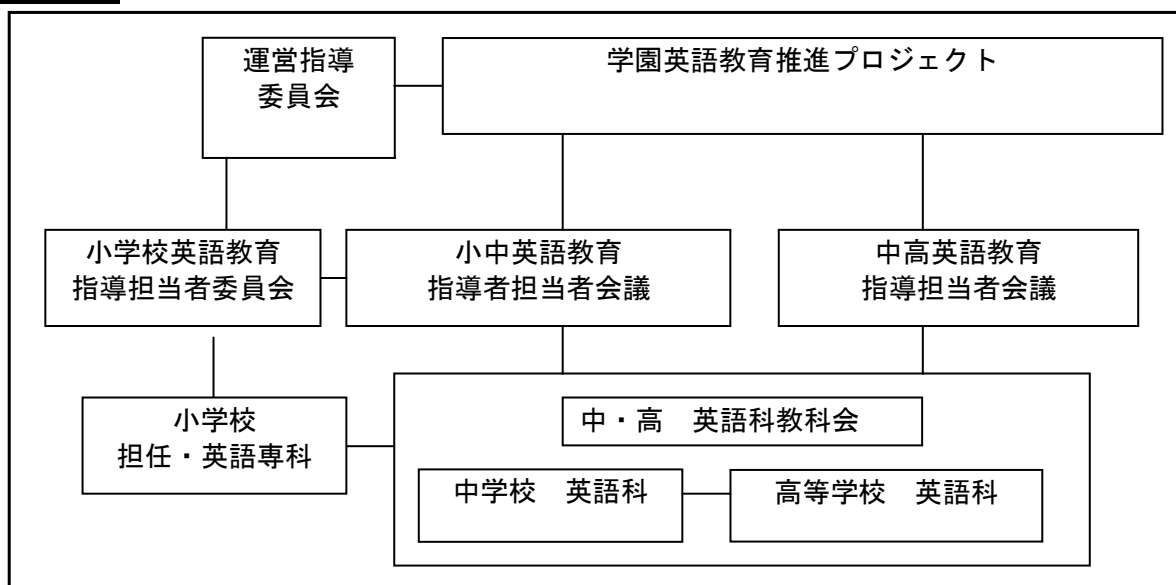 運営指導
委員会
学園英語教育推進プロジェクト
小学校英語教育
指導担当者委員会
小中英語教育
指導者担当者会議
中高英語教育
指導担当者会議
小学校
担任・英語専科
中・高　英語科教科会
中学校　英語科
高等学校　英語科